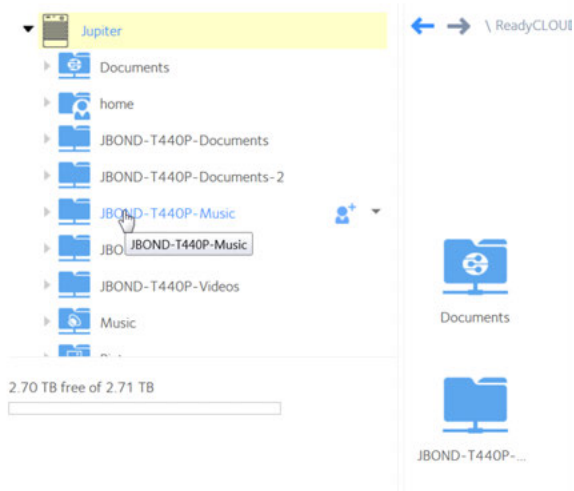 Jupiter
Documents
home
JBOND-T440P-Documents
JBOND-T440P-Documents-2
JBOND-T440P-Music
JBOND-T440P-Music
JBO
JBOND-T440P-Videos
Music
2.70 TB free of 2.71 TB
\ ReadyCLOUD
Documents
JBOND-T440P-...